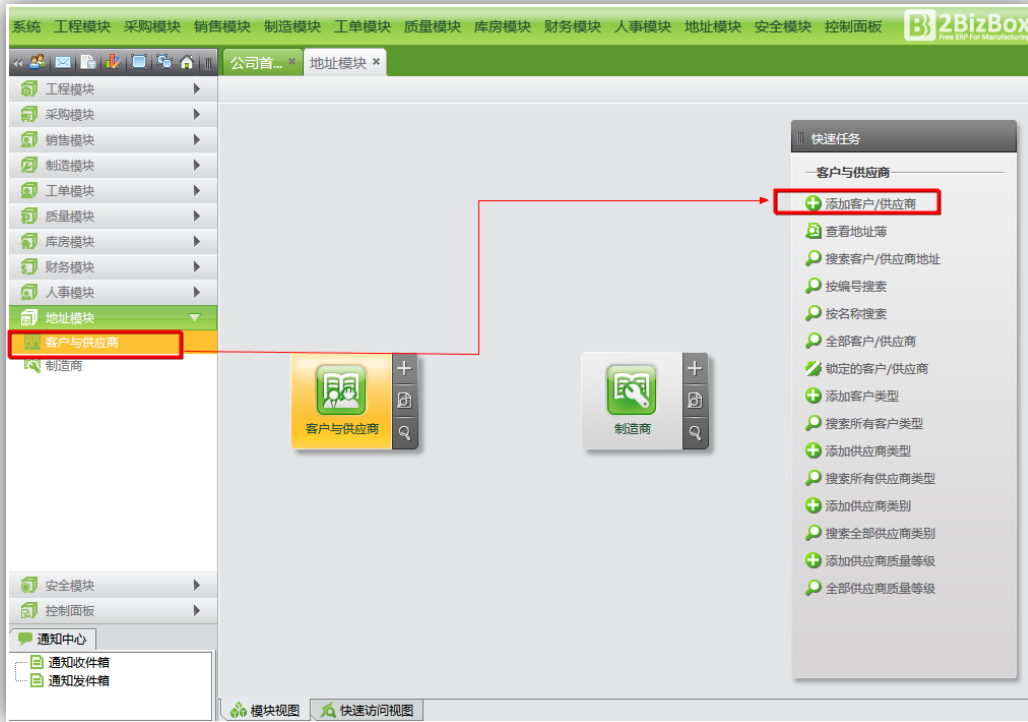 系统 工程模块 采购模块 销售模块 制造模块 工单模块 质量模块 库房模块 财务模块 人事模块 地址模块 安全模块 控制面板
2BizBox
Free ERP For Manufacturing
公司首... 地址模块
工程模块
采购模块
销售模块
制造模块
工单模块
质量模块
库房模块
财务模块
人事模块
地址模块
客户与供应商
制造商
安全模块
控制面板
通知中心
通知收件箱
通知发件箱
客户与供应商
制造商
快速任务
客户与供应商
添加客户/供应商
查看地址薄
搜索客户/供应商地址
按编号搜索
按名称搜索
全部客户/供应商
锁定的客户/供应商
添加客户类型
搜索所有客户类型
添加供应商类型
搜索所有供应商类型
添加供应商类别
搜索全部供应商类别
添加供应商质量等级
全部供应商质量等级
模块视图 快速访问视图